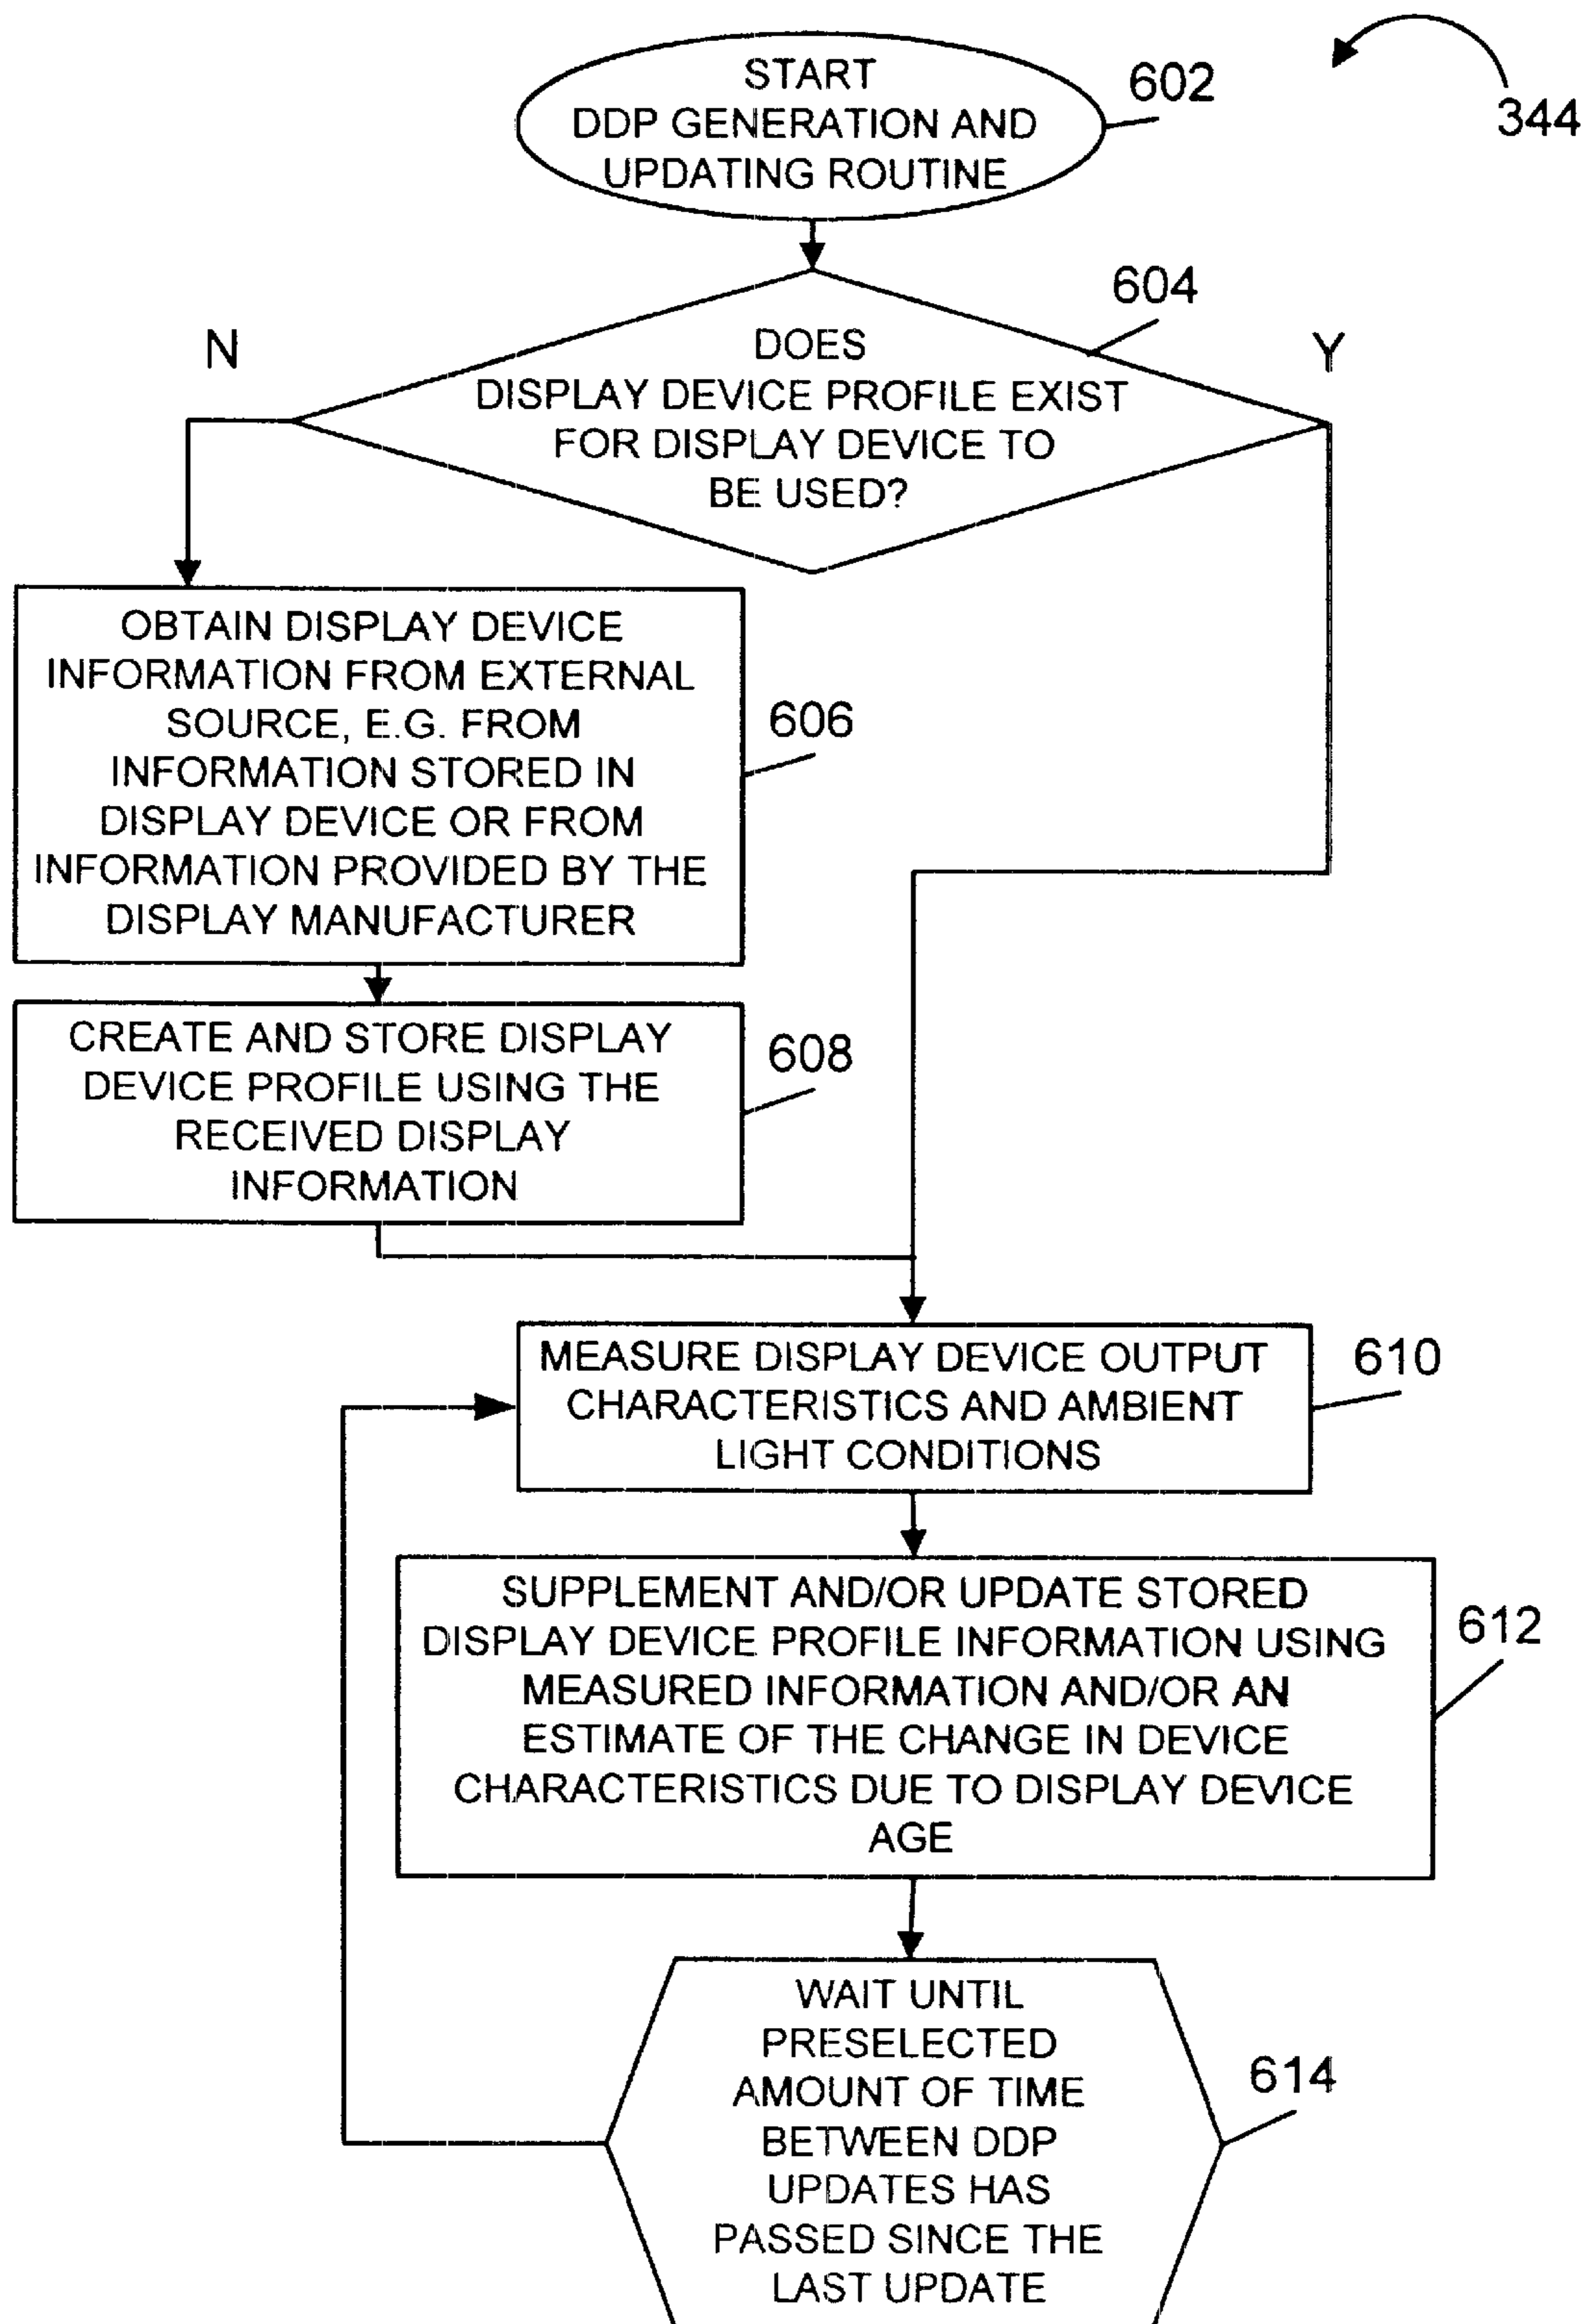 START
DDP GENERATION AND
UPDATING ROUTINE
602
344
604
N
Y
DOES
DISPLAY DEVICE PROFILE EXIST
FOR DISPLAY DEVICE TO
BE USED?
OBTAIN DISPLAY DEVICE
INFORMATION FROM EXTERNAL
SOURCE, E.G. FROM
INFORMATION STORED IN
DISPLAY DEVICE OR FROM
INFORMATION PROVIDED BY THE
DISPLAY MANUFACTURER
606
CREATE AND STORE DISPLAY
DEVICE PROFILE USING THE
RECEIVED DISPLAY
INFORMATION
608
MEASURE DISPLAY DEVICE OUTPUT
CHARACTERISTICS AND AMBIENT
LIGHT CONDITIONS
610
SUPPLEMENT AND/OR UPDATE STORED
DISPLAY DEVICE PROFILE INFORMATION USING
MEASURED INFORMATION AND/OR AN
ESTIMATE OF THE CHANGE IN DEVICE
CHARACTERISTICS DUE TO DISPLAY DEVICE
AGE
612
WAIT UNTIL
PRESELECTED
AMOUNT OF TIME
BETWEEN DDP
UPDATES HAS
PASSED SINCE THE
LAST UPDATE
614